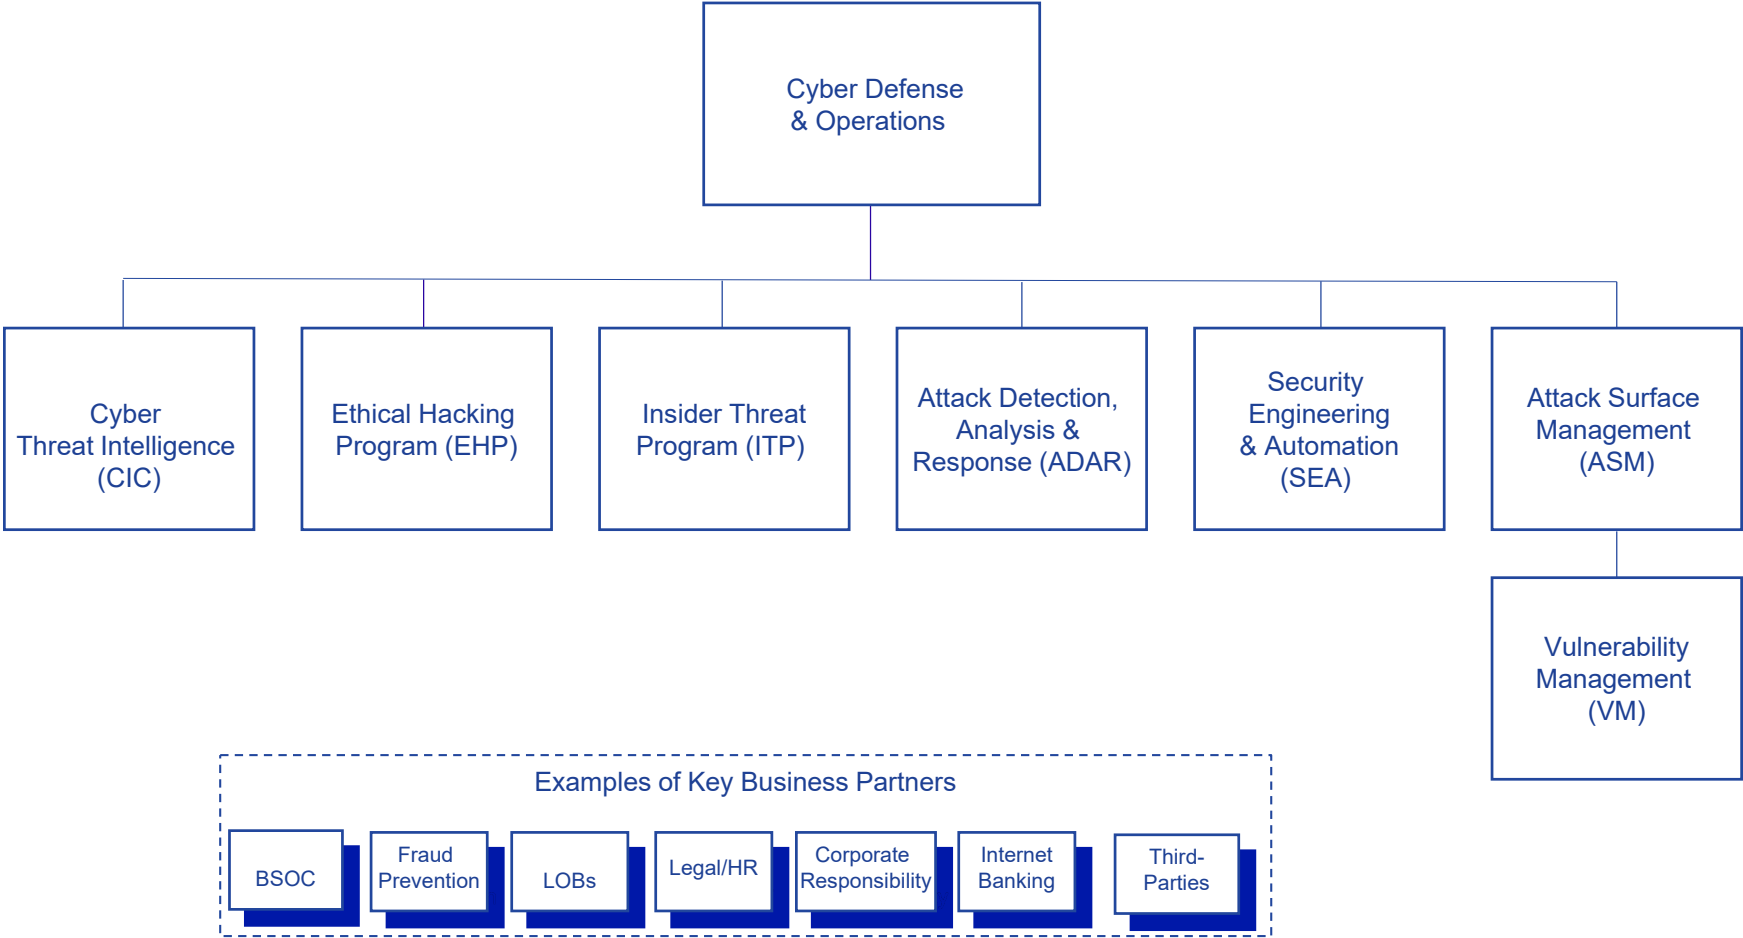 Cyber Defense
& Operations
Cyber
Threat Intelligence
(CIC)
Ethical Hacking
Program (EHP)
Insider Threat
Program (ITP)
Attack Detection,
Analysis &
Response (ADAR)
Security
Engineering
& Automation
(SEA)
Attack Surface
Management
(ASM)
Vulnerability
Management
(VM)
Examples of Key Business Partners
BSOC
Fraud
Prevention
LOBs
Legal/HR
Corporate
Responsibility
Internet
Banking
Third-
Parties